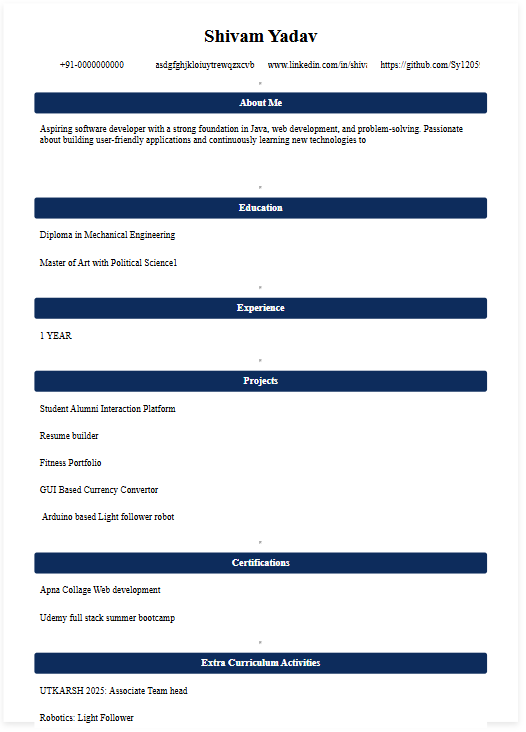 Shivam Yadav
+91-0000000000 asdgfghjkloiuytrewqzxcvb www.linkedin.com/in/shiva https://github.com/Sy1205
About Me
Aspiring software developer with a strong foundation in Java, web development, and problem-solving. Passionate
about building user-friendly applications and continuously learning new technologies to
Education
Diploma in Mechanical Engineering
Master of Art with Political Science1
Experience
1 YEAR
Projects
Student Alumni Interaction Platform
Resume builder
Fitness Portfolio
GUI Based Currency Convertor
Arduino based Light follower robot
Certifications
Apna Collage Web development
Udemy full stack summer bootcamp
Extra Curriculum Activities
UTKARSH 2025: Associate Team head
Robotics: Light Follower